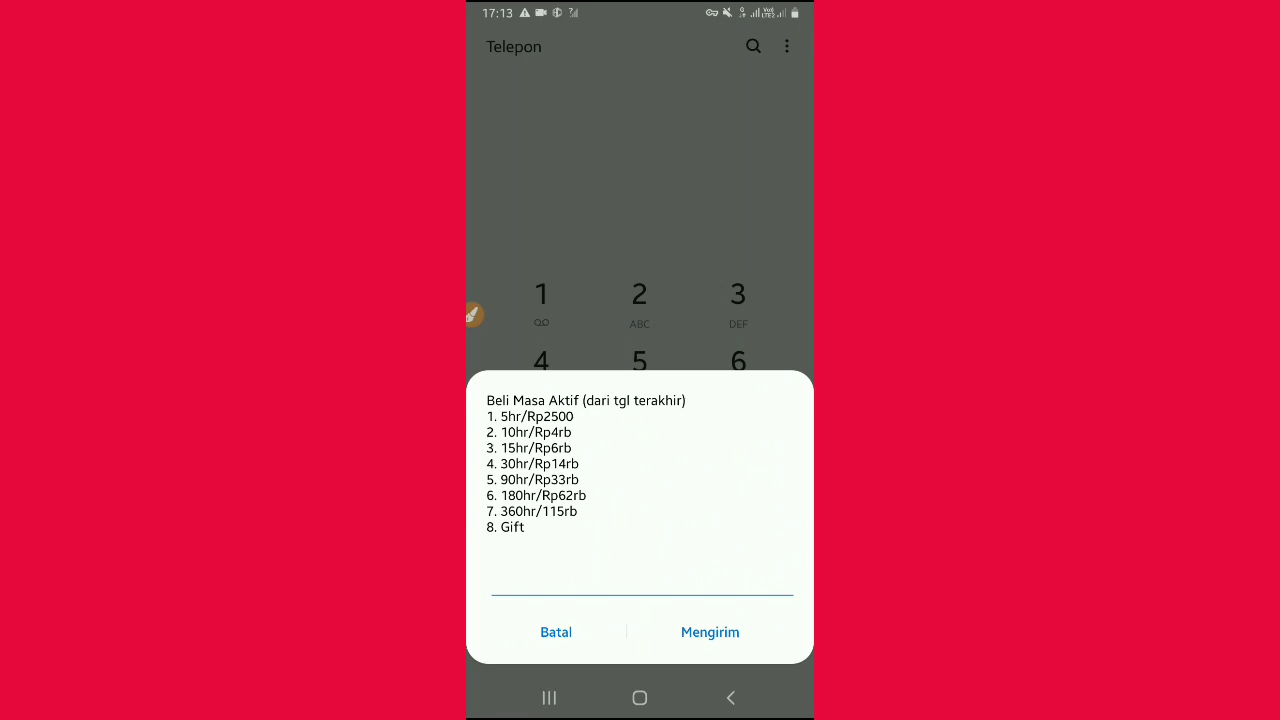 17:13
Telepon
1 2 3
ABC DEF
4 5 6
Beli Masa Aktif (dari tgl terakhir)
1. 5hr/Rp2500
2. 10hr/Rp4rb
3. 15hr/Rp6rb
4. 30hr/Rp14rb
5. 90hr/Rp33rb
6. 180hr/Rp62rb
7. 360hr/115rb
8. Gift
Batal Mengirim